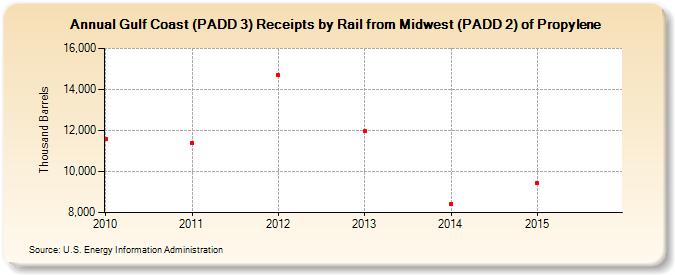 Annual Gulf Coast (PADD 3) Receipts by Rail from Midwest (PADD 2) of Propylene
Thousand Barrels
16,000
14,000
12,000
10,000
8,000
2010 2011 2012 2013 2014 2015
Source: U.S. Energy Information Administration